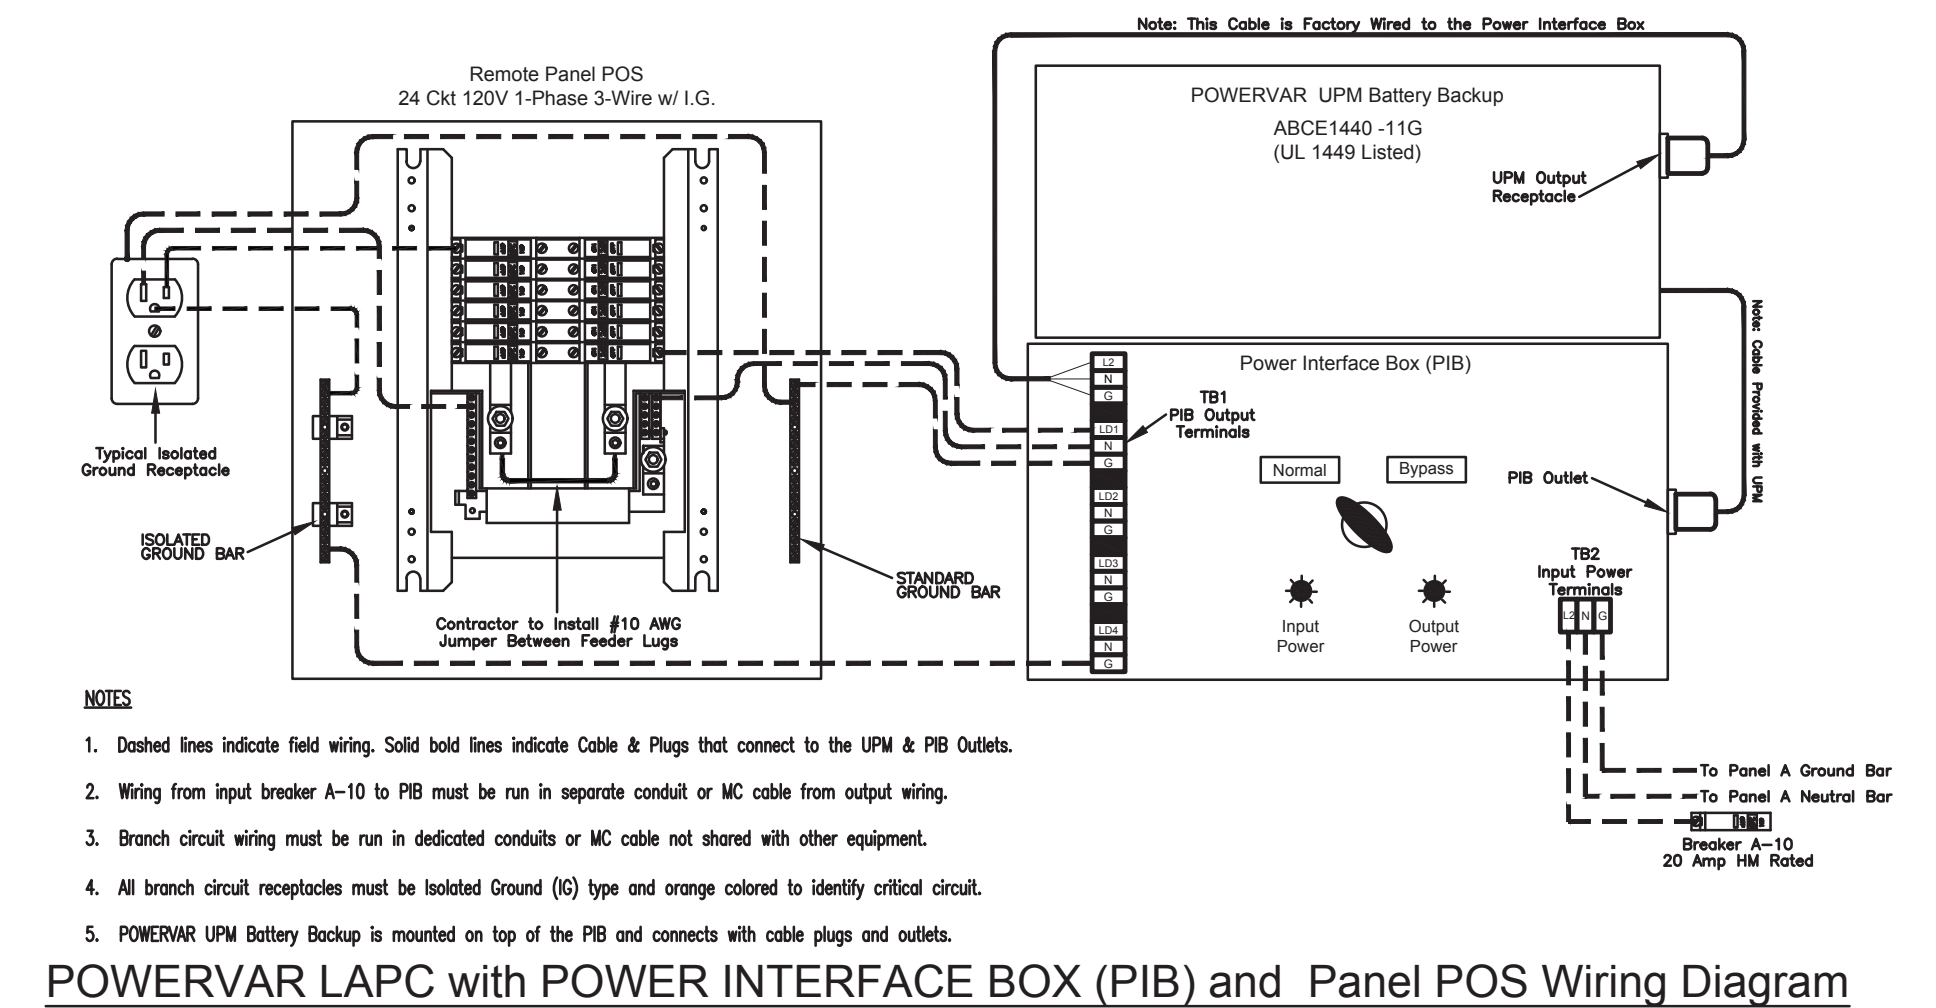 Note: This Cable is Factory Wired to the Power Interface Box
Remote Panel POS
24 Ckt 120V 1-Phase 3-Wire w/ I.G.
POWERVAR UPM Battery Backup
ABCE1440 -11G
(UL 1449 Listed)
UPM Output
Receptacle
Note: Cable Provided with UPM
Power Interface Box (PIB)
L2
N
G
LD1
N
G
LD2
N
G
LD3
N
G
LD4
N
G
TB1
PIB Output
Terminals
Normal
Bypass
PIB Outlet
Input
Power
Output
Power
TB2
Input Power
Terminals
L2 N G
Typical Isolated
Ground Receptacle
ISOLATED
GROUND BAR
STANDARD
GROUND BAR
Contractor to Install #10 AWG
Jumper Between Feeder Lugs
To Panel A Ground Bar
To Panel A Neutral Bar
Breaker A-10
20 Amp HM Rated
NOTES
1. Dashed lines indicate field wiring. Solid bold lines indicate Cable & Plugs that connect to the UPM & PIB Outlets.
2. Wiring from input breaker A-10 to PIB must be run in separate conduit or MC cable from output wiring.
3. Branch circuit wiring must be run in dedicated conduits or MC cable not shared with other equipment.
4. All branch circuit receptacles must be Isolated Ground (IG) type and orange colored to identify critical circuit.
5. POWERVAR UPM Battery Backup is mounted on top of the PIB and connects with cable plugs and outlets.
POWERVAR LAPC with POWER INTERFACE BOX (PIB) and Panel POS Wiring Diagram